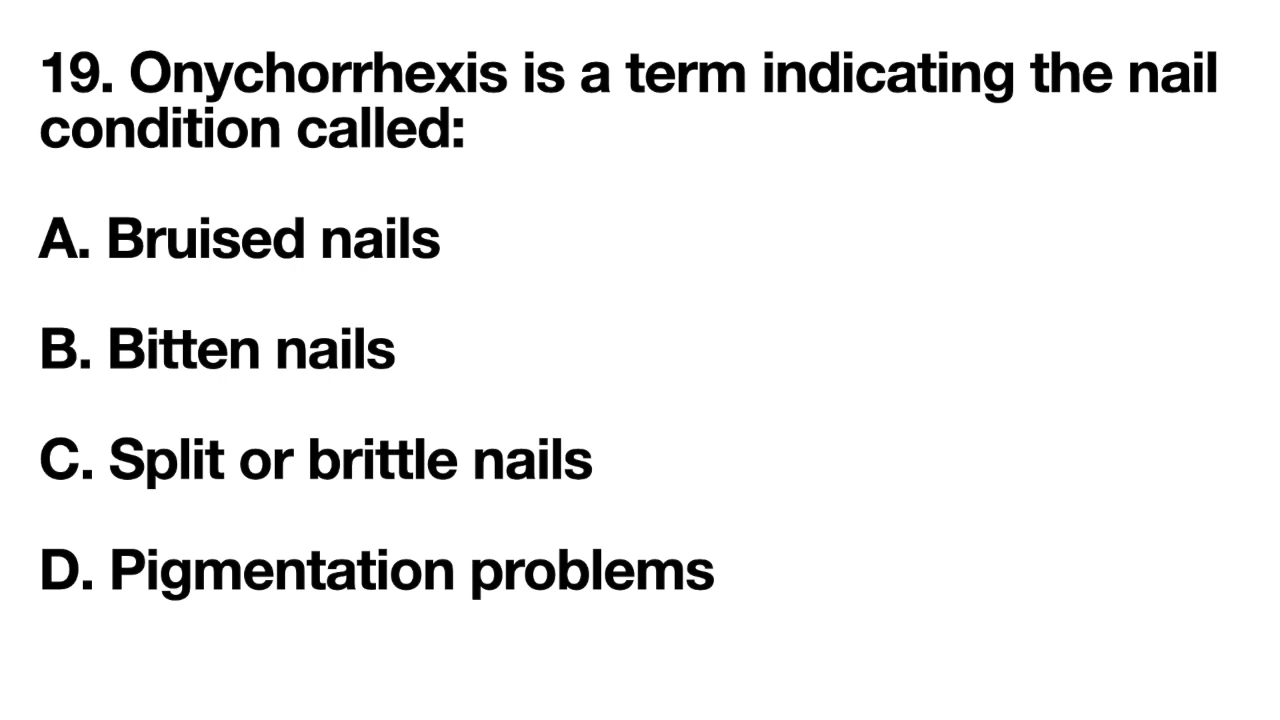 19. Onychorrhexis is a term indicating the nail
condition called:
A. Bruised nails
B. Bitten nails
C. Split or brittle nails
D. Pigmentation problems